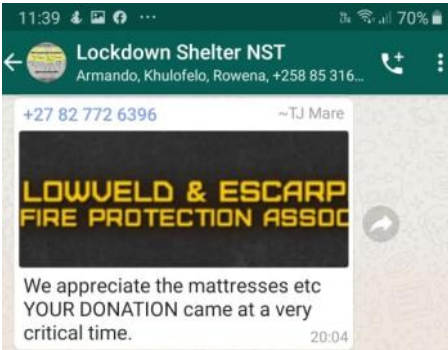 11:39
70%
Lockdown Shelter NST
Armando, Khulofelo, Rowena, +258 85 316...
+27 82 772 6396
~TJ Mare
LOWVELD & ESCARP
FIRE PROTECTION ASSOC
We appreciate the mattresses etc
YOUR DONATION came at a very
critical time.
20:04